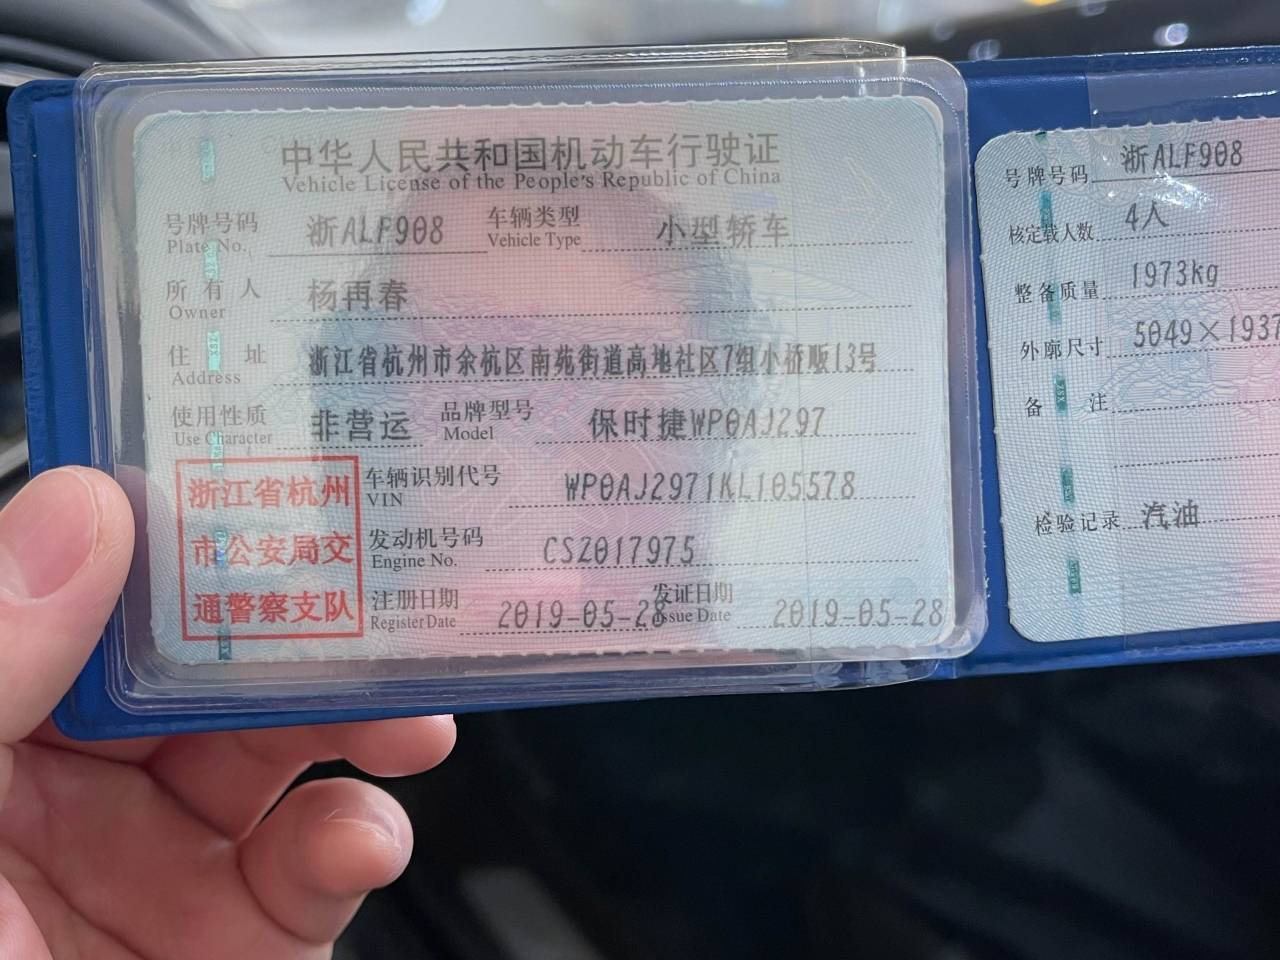 中华人民共和国机动车行驶证
Vehicle License of the People's Republic of China
号牌号码 浙ALF908 车辆类型 小型轿车
Plate No. Vehicle Type
所有人 杨再春
Owner
住址 浙江省杭州市余杭区南苑街道高地社区7组小桥畈13号
Address
使用性质 非营运 品牌型号 保时捷WP0AJ297
Use Character Model
浙江省杭州
市公安局交
通警察支队
车辆识别代号 WP0AJ2971KL105578
VIN
发动机号码 CSZ017975
Engine No.
注册日期 2019-05-28 发证日期 2019-05-28
Register Date Issue Date
号牌号码 浙ALF908
核定载人数 4人
整备质量 1973kg
外廓尺寸 5049×1937
备注
检验记录 汽油